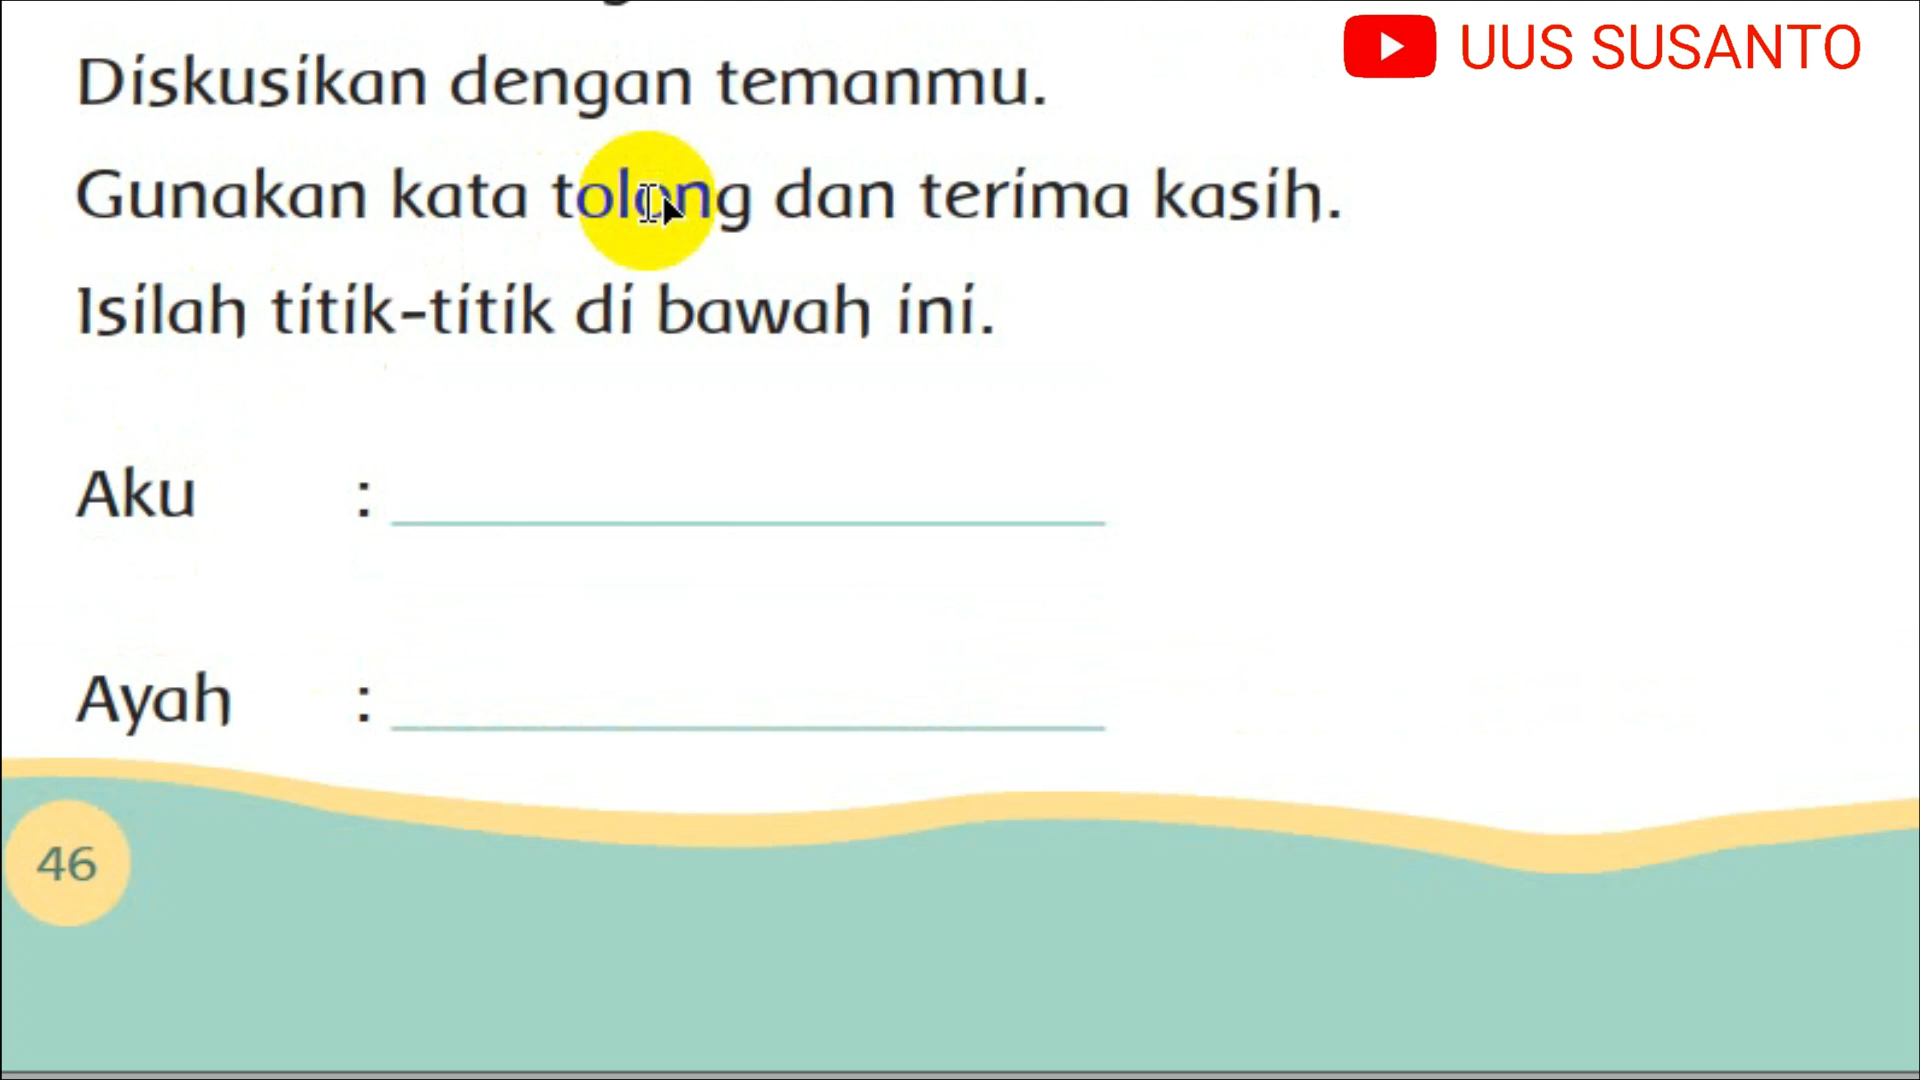 UUS SUSANTO
Diskusikan dengan temanmu.
Gunakan kata tolong dan terima kasih.
Isilah titik-titik di bawah ini.
Aku :
Ayah :
46